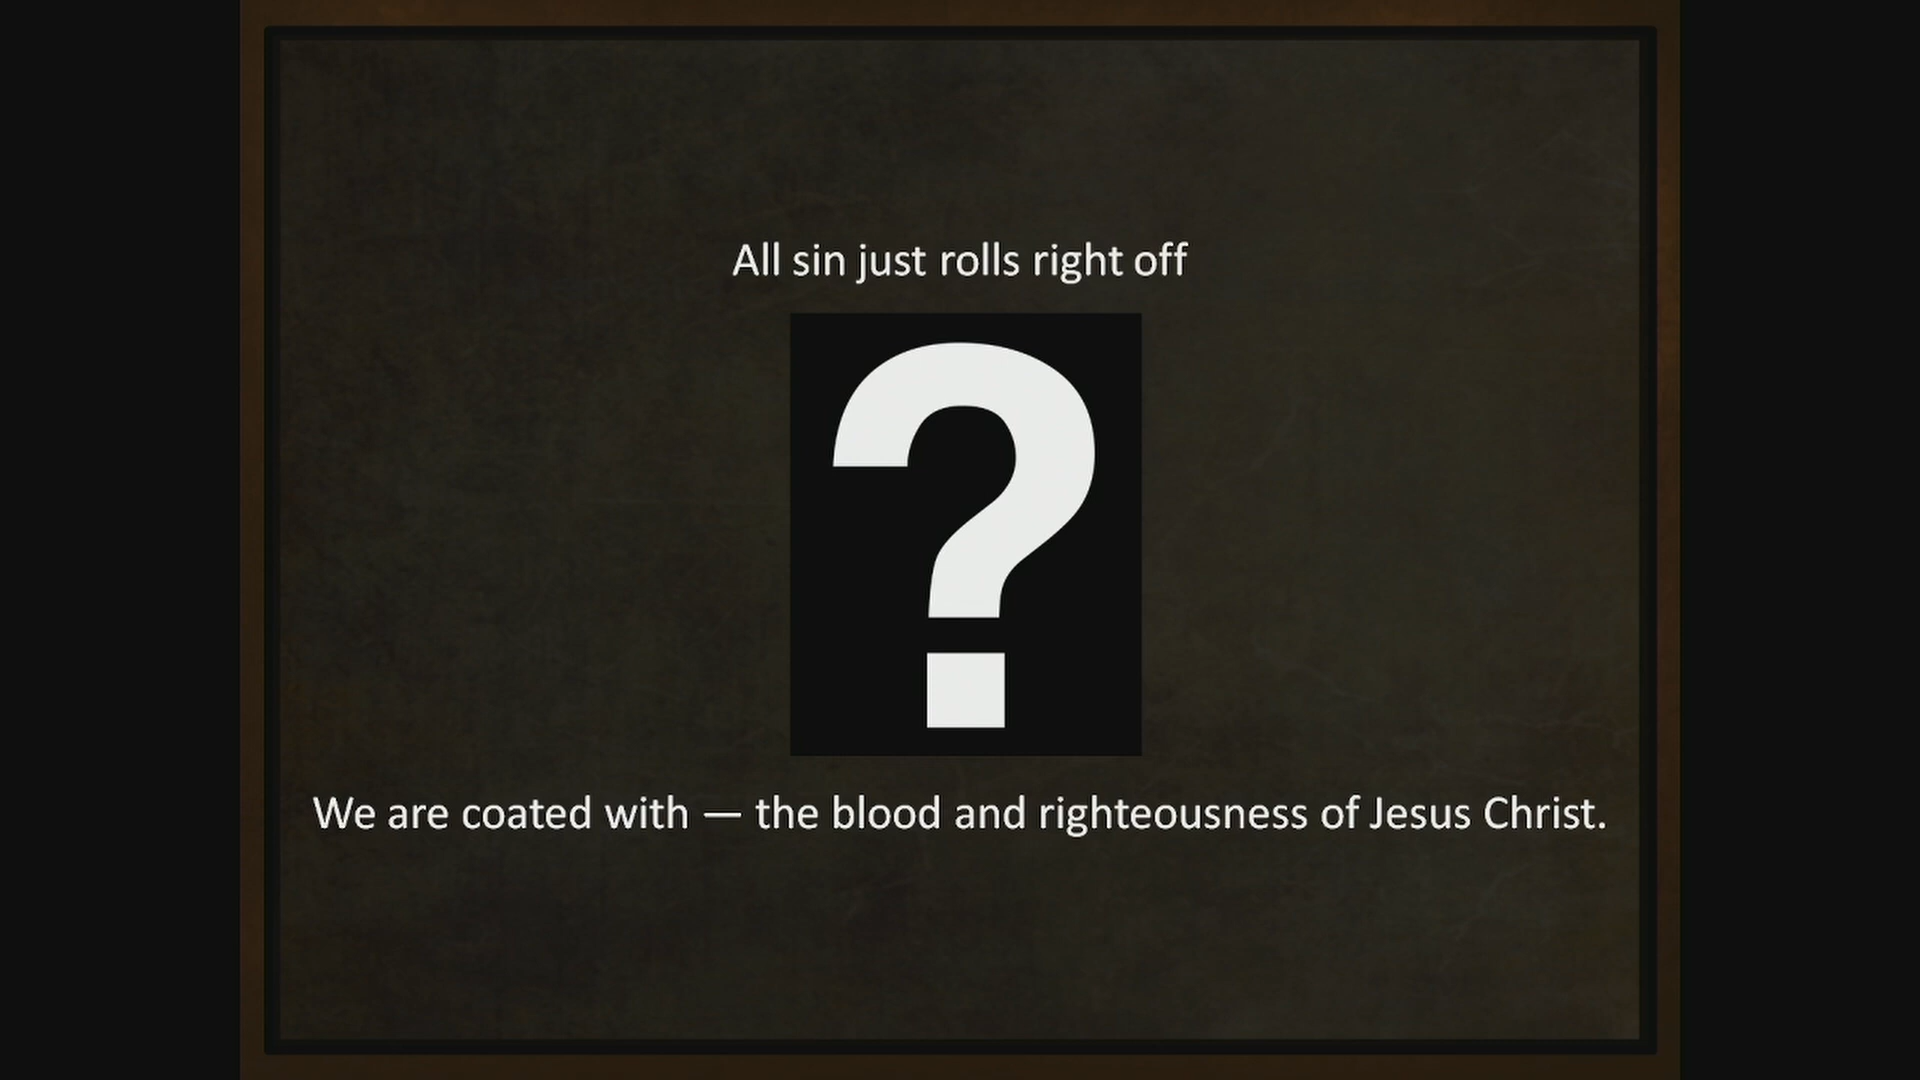 All sin just rolls right off
?
We are coated with — the blood and righteousness of Jesus Christ.